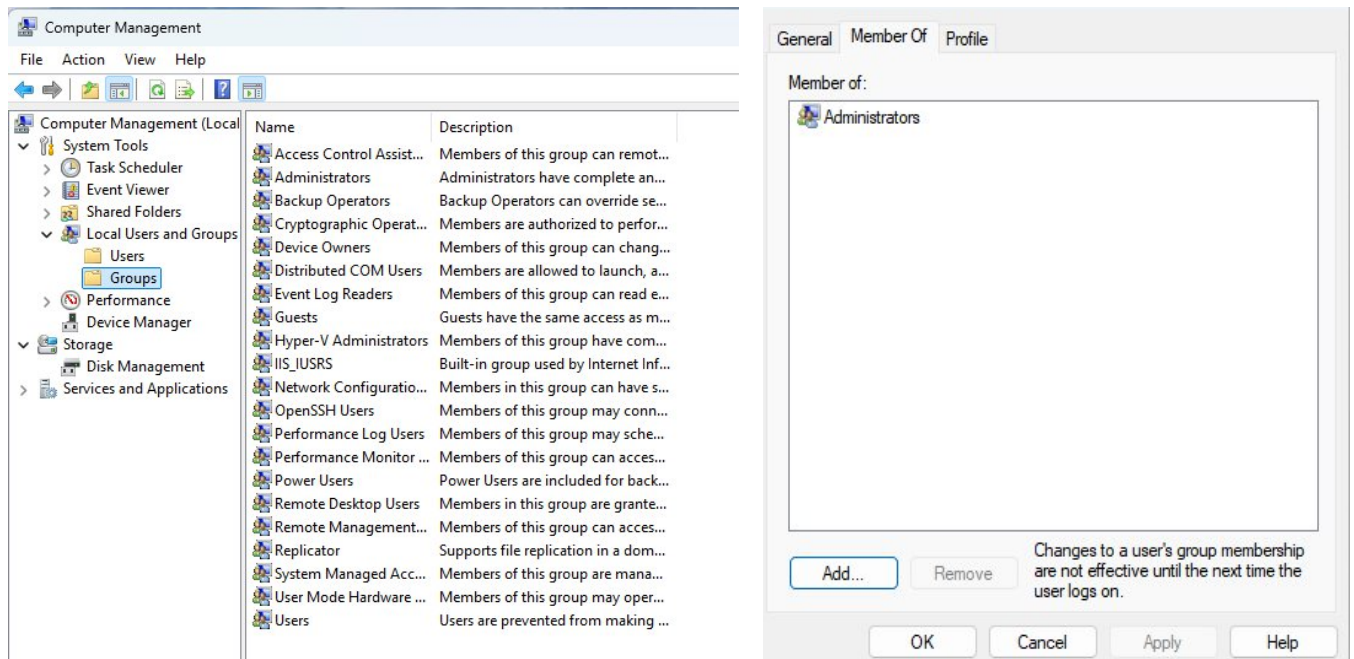 Computer Management
File Action View Help
Computer Management (Local
System Tools
Task Scheduler
Event Viewer
Shared Folders
Local Users and Groups
Users
Groups
Performance
Device Manager
Storage
Disk Management
Services and Applications
Name Description
Access Control Assist... Members of this group can remot...
Administrators Administrators have complete an...
Backup Operators Backup Operators can override se...
Cryptographic Operat... Members are authorized to perfor...
Device Owners Members of this group can chang...
Distributed COM Users Members are allowed to launch, a...
Event Log Readers Members of this group can read e...
Guests Guests have the same access as m...
Hyper-V Administrators Members of this group have com...
IIS_IUSRS Built-in group used by Internet Inf...
Network Configuratio... Members in this group can have s...
OpenSSH Users Members of this group may conn...
Performance Log Users Members of this group may sche...
Performance Monitor ... Members of this group can acces...
Power Users Power Users are included for back...
Remote Desktop Users Members in this group are grante...
Remote Management... Members of this group can acces...
Replicator Supports file replication in a dom...
System Managed Acc... Members of this group are mana...
User Mode Hardware ... Members of this group may oper...
Users Users are prevented from making ...
General Member Of Profile
Member of:
Administrators
Add... Remove
Changes to a user's group membership
are not effective until the next time the
user logs on.
OK Cancel Apply Help